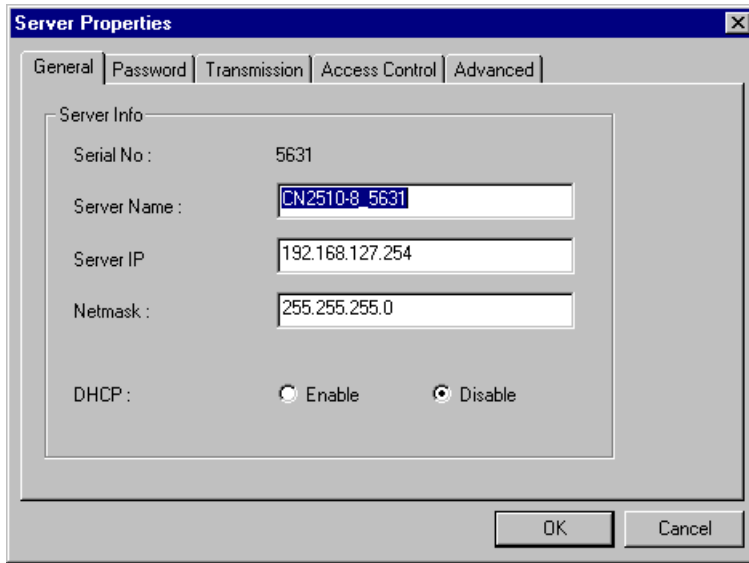 Server Properties
General Password Transmission Access Control Advanced
Server Info
Serial No : 5631
Server Name : CN2510-8_5631
Server IP 192.168.127.254
Netmask : 255.255.255.0
DHCP : Enable Disable
OK Cancel